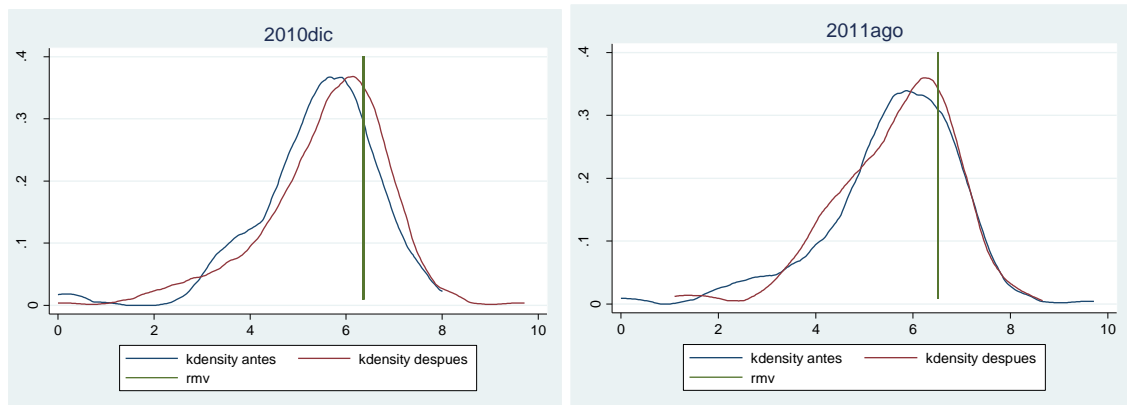 2010dic
.4
.3
.2
.1
0
0 2 4 6 8 10
kdensity antes kdensity despues
rmv
2011ago
.4
.3
.2
.1
0
0 2 4 6 8 10
kdensity antes kdensity despues
rmv